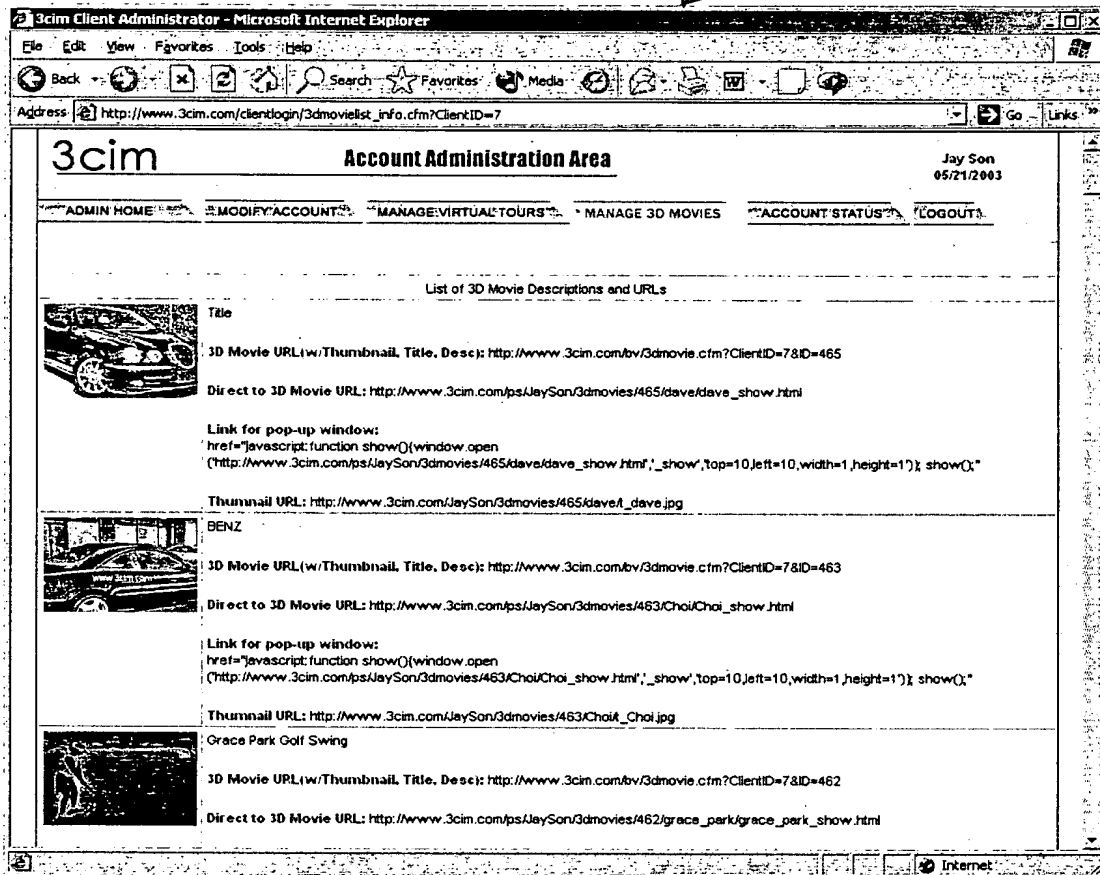 3cim Client Administrator - Microsoft Internet Explorer
File Edit View Favorites Tools Help
Back Search Favorites Media
Address http://www.3cim.com/clientlogin/3dmovielist_info.cfm?ClientID=7 Go Links »
3cim Account Administration Area Jay Son
05/21/2003
ADMIN HOME MODIFY ACCOUNT MANAGE VIRTUAL TOURS MANAGE 3D MOVIES ACCOUNT STATUS LOGOUT
List of 3D Movie Descriptions and URLs
Title
3D Movie URL(w/Thumbnail, Title, Desc): http://www.3cim.com/bv/3dmovie.cfm?ClientID=7&ID=465
Direct to 3D Movie URL: http://www.3cim.com/ps/JaySon/3dmovies/465/dave/dave_show.html
Link for pop-up window:
href="javascript:function show(){window.open
('http://www.3cim.com/ps/JaySon/3dmovies/465/dave/dave_show.html','_show','top=10,left=10,width=1,height=1')}; show();"
Thumnail URL: http://www.3cim.com/JaySon/3dmovies/465/dave/t_dave.jpg
www.3cim.com
BENZ
3D Movie URL(w/Thumbnail, Title, Desc): http://www.3cim.com/bv/3dmovie.cfm?ClientID=7&ID=463
Direct to 3D Movie URL: http://www.3cim.com/ps/JaySon/3dmovies/463/Choi/Choi_show.html
Link for pop-up window:
href="javascript:function show(){window.open
('http://www.3cim.com/ps/JaySon/3dmovies/463/Choi/Choi_show.html','_show','top=10,left=10,width=1,height=1')}; show();"
Thumnail URL: http://www.3cim.com/JaySon/3dmovies/463/Choi/t_Choi.jpg
Grace Park Golf Swing
3D Movie URL(w/Thumbnail, Title, Desc): http://www.3cim.com/bv/3dmovie.cfm?ClientID=7&ID=462
Direct to 3D Movie URL: http://www.3cim.com/ps/JaySon/3dmovies/462/grace_park/grace_park_show.html
Internet